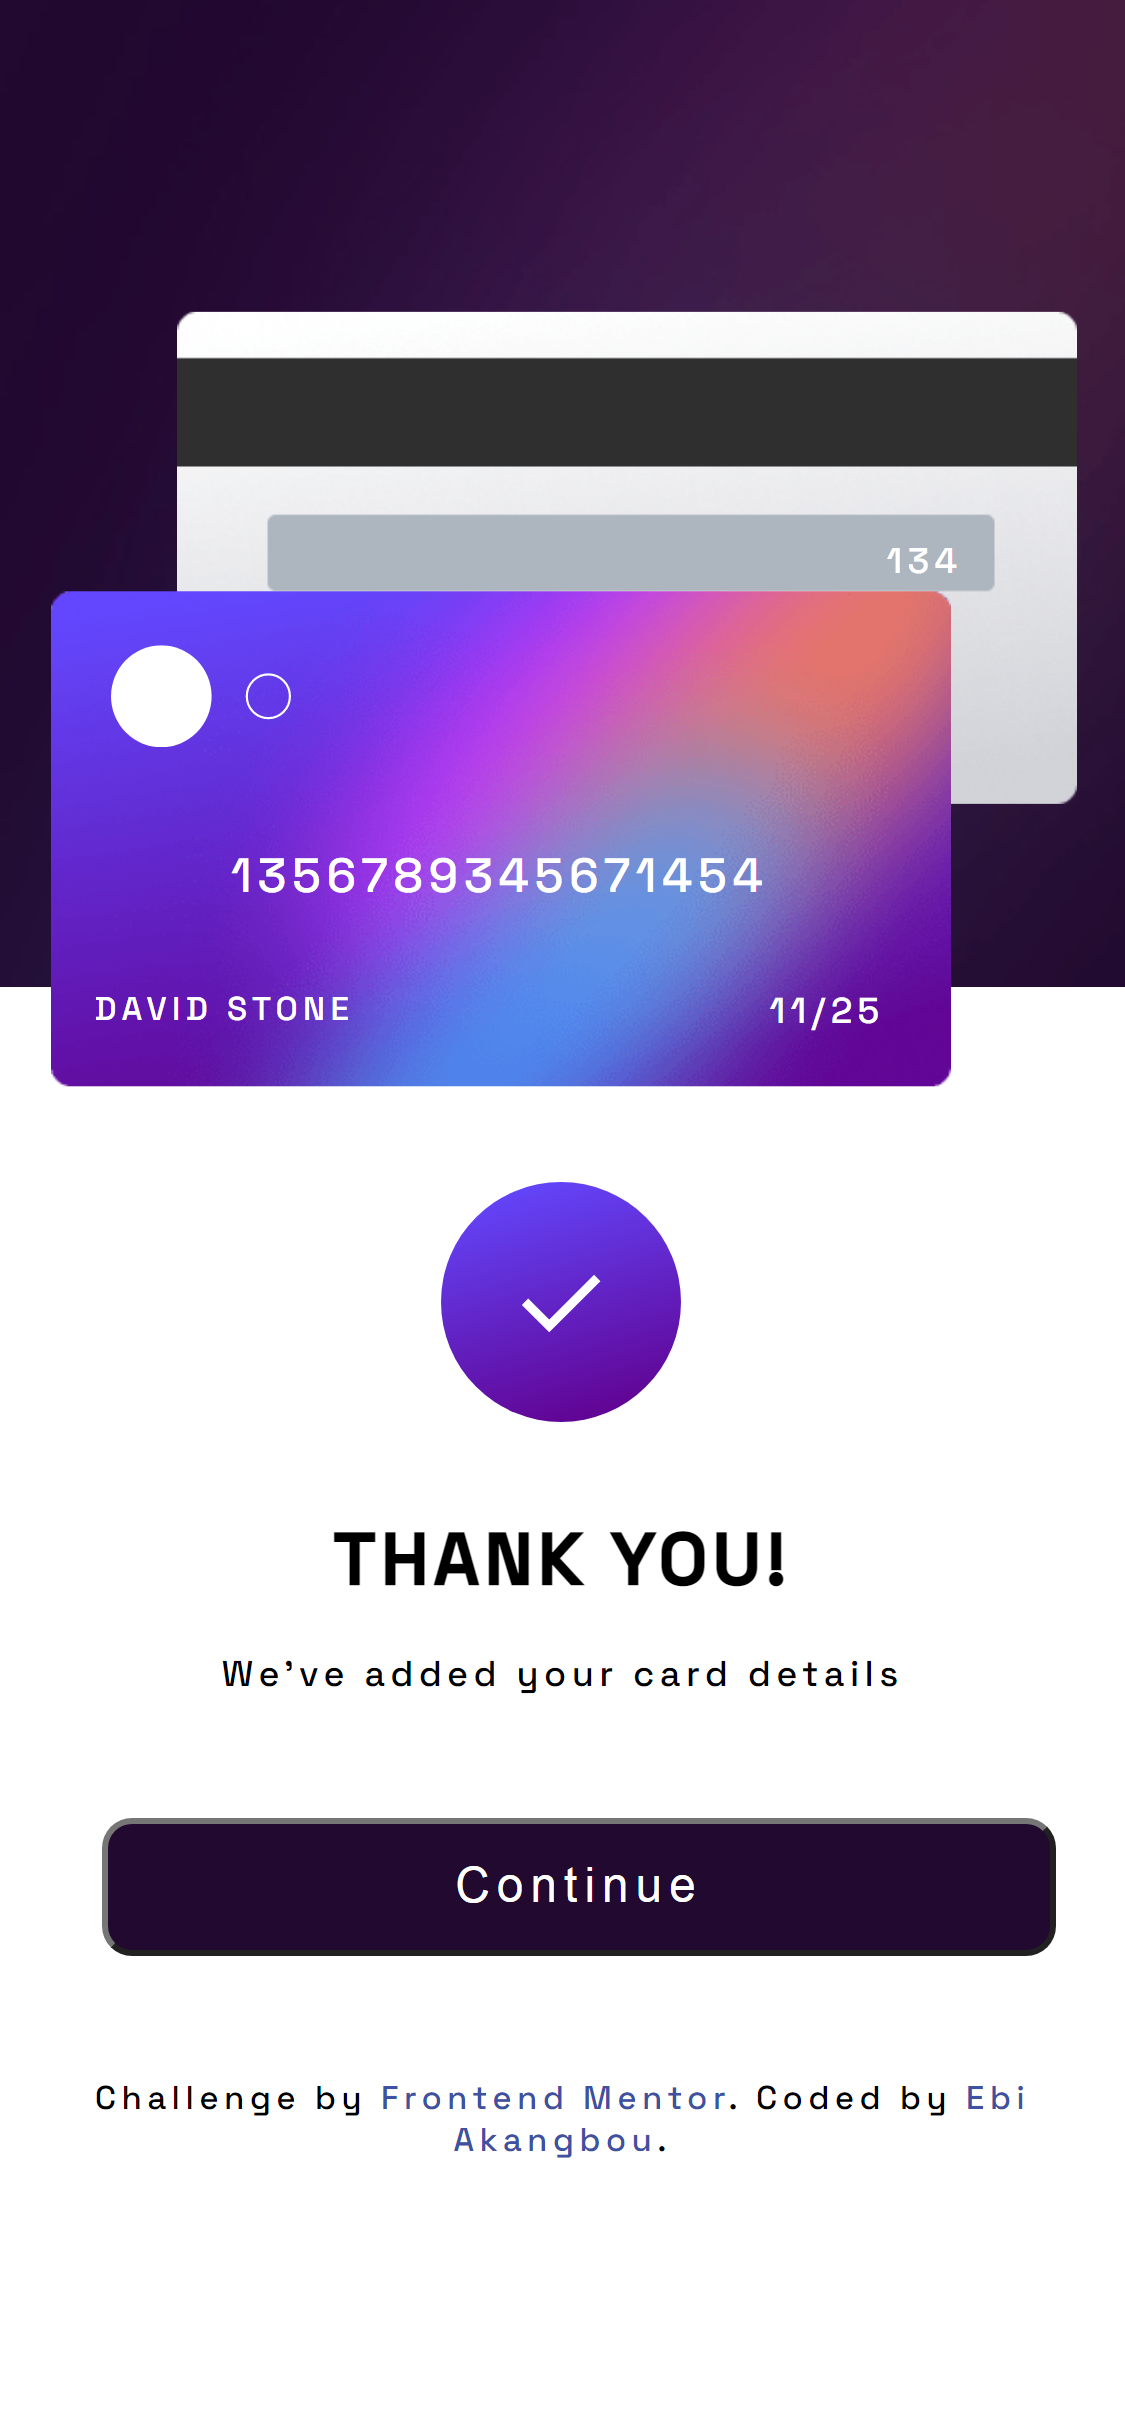 134
1356789345671454
DAVID STONE
11/25
THANK YOU!
We've added your card details
Continue
Challenge by Frontend Mentor. Coded by Ebi
Akangbou.